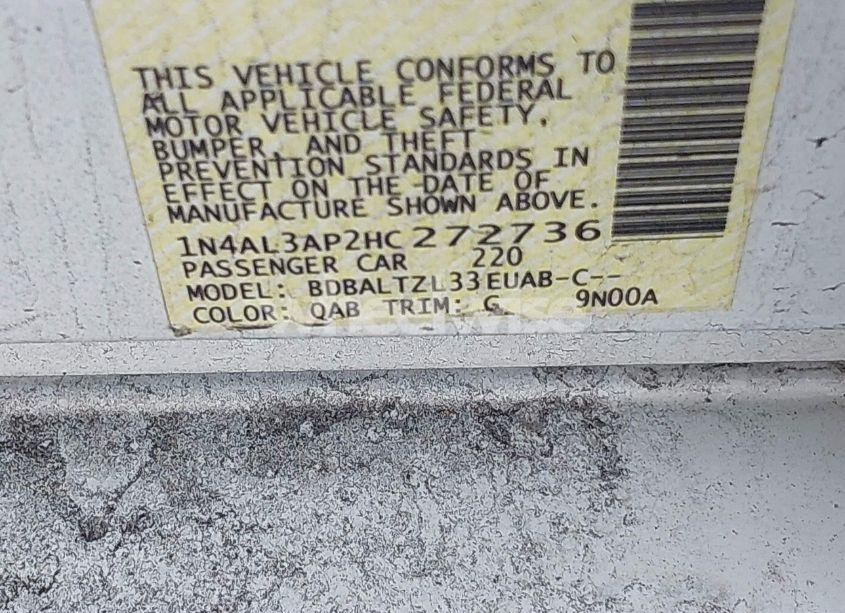 THIS VEHICLE CONFORMS TO
ALL APPLICABLE FEDERAL
MOTOR VEHICLE SAFETY,
BUMPER, AND THEFT
PREVENTION STANDARDS IN
EFFECT ON THE DATE OF
MANUFACTURE SHOWN ABOVE.
1N4AL3AP2HC272736
PASSENGER CAR 220
MODEL: BDBALTZL33EUAB-C--
COLOR: QAB TRIM: G 9N00A